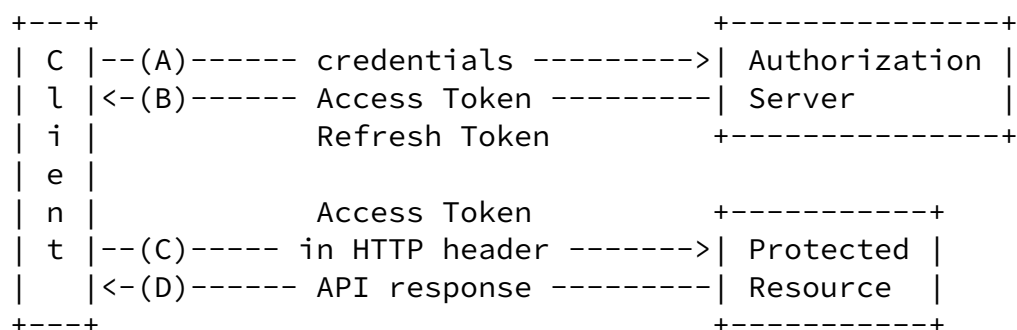 +----+                                  +---------------+
| C |--(A)------ credentials --------->| Authorization |
| l |<-(B)------ Access Token ---------| Server        |
| i |            Refresh Token         +---------------+
| e |
| n |            Access Token          +-----------+
| t |--(C)----- in HTTP header ------->| Protected |
|   |<-(D)------ API response ---------| Resource  |
+----+                                  +-----------+